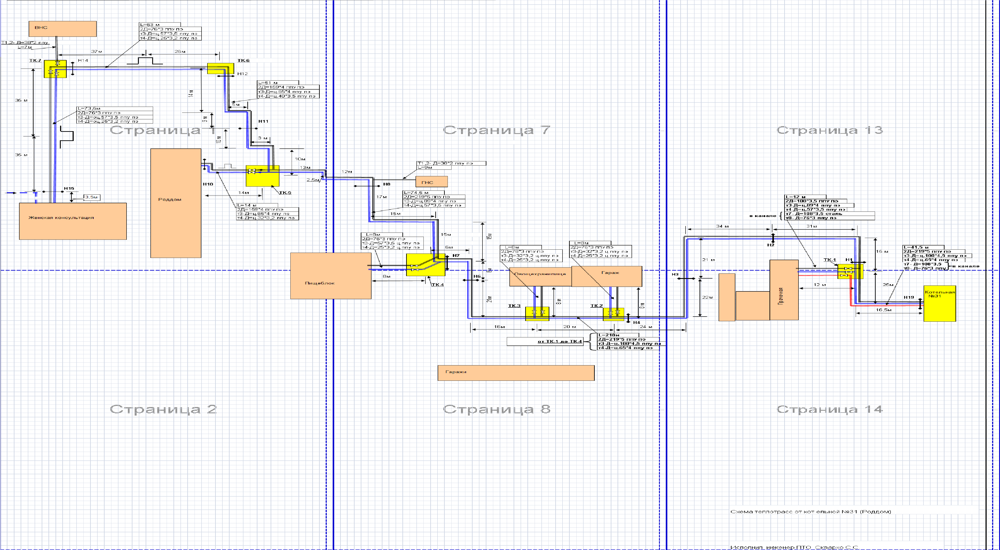 ВНС
Т1,2- Д=38*2 ппу
L=7м
L=63 м
2Д=76*3 ппу пэ
т3-Д=ц.57*3,5 ппу пэ
т4-Д=ц.25*3,2 ппу пэ
37м
26м
ТК-7
Н14
ТК-6
Н12
L=51 м
2Д=159*4 ппу пэ
т3-Д=ц.65*4 ппу пэ
т4-Д=ц.40*3,5 ппу пэ
14 м
5м
35 м
L=73,5м
2Д=76*3 ппу пэ
т3-Д=оц.57*3,5 ппу пэ
т4-Д=оц.25*3,2 ппу пэ
9 м
Н11
Страница 1
10 м
3 м
35 м
10м
13м
2,5м
Н10
14м
ТК-5
Н15
3,5м
Роддом
L=14 м
2Д=159*4 ппу пэ
т3-Д=ц.65*4 ппу пэ
т4-Д=ц.32*3,2 ппу пэ
Женская консультация
Страница 7
12м
Т1,2- Д=38*2 ппу пэ
L=9м
ГНС
Н8
L=74,5 м
2Д=219*5 ппу пэ
т3-Д=ц.89*4 ппу пэ
т4-Д=ц.57*3,5 ппу пэ
17м
15м
L=8м
2Д=76*3 ппу пэ
т3-Д=57*3,5 ц.ппу пэ
т4-Д=25*3,2 ц.ппу пэ
15м
15м
6м
Н7
8м
Н6
Пищеблок
8м
ТК-4
21м
L=8м
2Д=76*3 ппу пэ
т3-Д=32*3,2 ц.ппу пэ
т4-Д=25*3,2 ц.ппу пэ
L=8м
2Д=76*3 ппу пэ
т3-Д=32*3,2 ц.ппу пэ
т4-Д=25*3,2 ц.ппу пэ
Овощехранилище
Гараж
ТК-3
8 м
ТК-2
8 м
Н4
16м
20 м
24 м
от ТК-1 до ТК-4
L=218м
2Д=219*5 ппу пэ
т3-Д=ц.100*4,5 ппу пэ
т4-Д=ц.65*4 ппу пэ
Гаражи
Страница 13
L=12 м
2Д=108*3,5 ппу пэ
т3-Д=ц.89*4 ппу пэ
т4-Д=ц.57*3,5 ппу пэ
в канале
т7- Д=108*3,5 сталь
т8- Д=76*3 ппу пэ
34 м
31м
Н2
21 м
15 м
L=41,5 м
2Д=219*5 ппу пэ
т3-Д=ц.100*4,5 ппу пэ
т4-Д=ц.65*4 ппу пэ
т7- Д=108*3,5
т8- Д=76*3 ппу
в канале
ТК-1
Н1
Н3
22м
Прачечная
12 м
25м
Котельная
№31
Н19
16,5м
Страница 2
Страница 8
Страница 14
Схема теплотрасс от кот ельной №31 (Роддом)
Исполнил инженер ПТО Скварко С.С